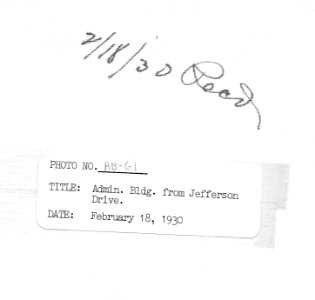 2/18/30 Recd
PHOTO NO. AB-61
TITLE: Admin. Bldg. from Jefferson
Drive.
DATE: February 18, 1930